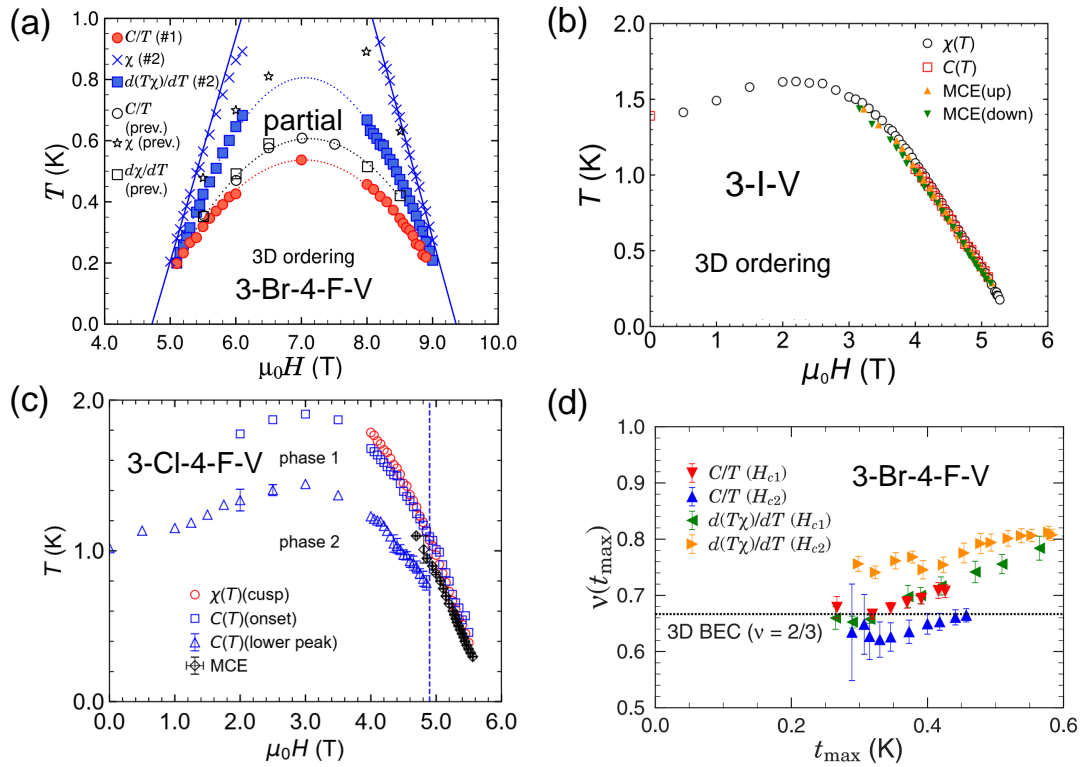 (a)
C/T (#1)
χ (#2)
d(Tχ)/dT (#2)
C/T
(prev.)
χ (prev.)
dχ/dT
(prev.)
partial
3D ordering
3-Br-4-F-V
T (K)
1.0
0.8
0.6
0.4
0.2
0.0
4.0
5.0
6.0
7.0
8.0
9.0
10.0
μ₀H (T)
(b)
χ(T)
C(T)
MCE(up)
MCE(down)
3-I-V
3D ordering
T (K)
2.0
1.5
1.0
0.5
0.0
0
1
2
3
4
5
6
μ₀H (T)
(c)
3-Cl-4-F-V
phase 1
phase 2
χ(T)(cusp)
C(T)(onset)
C(T)(lower peak)
MCE
T(K)
2.0
1.0
0.0
0.0
1.0
2.0
3.0
4.0
5.0
6.0
μ₀H (T)
(d)
3-Br-4-F-V
C/T (Hc1)
C/T (Hc2)
d(Tχ)/dT (Hc1)
d(Tχ)/dT (Hc2)
3D BEC (ν = 2/3)
ν(tmax)
1.0
0.9
0.8
0.7
0.6
0.5
0.0
0.2
0.4
0.6
tmax (K)